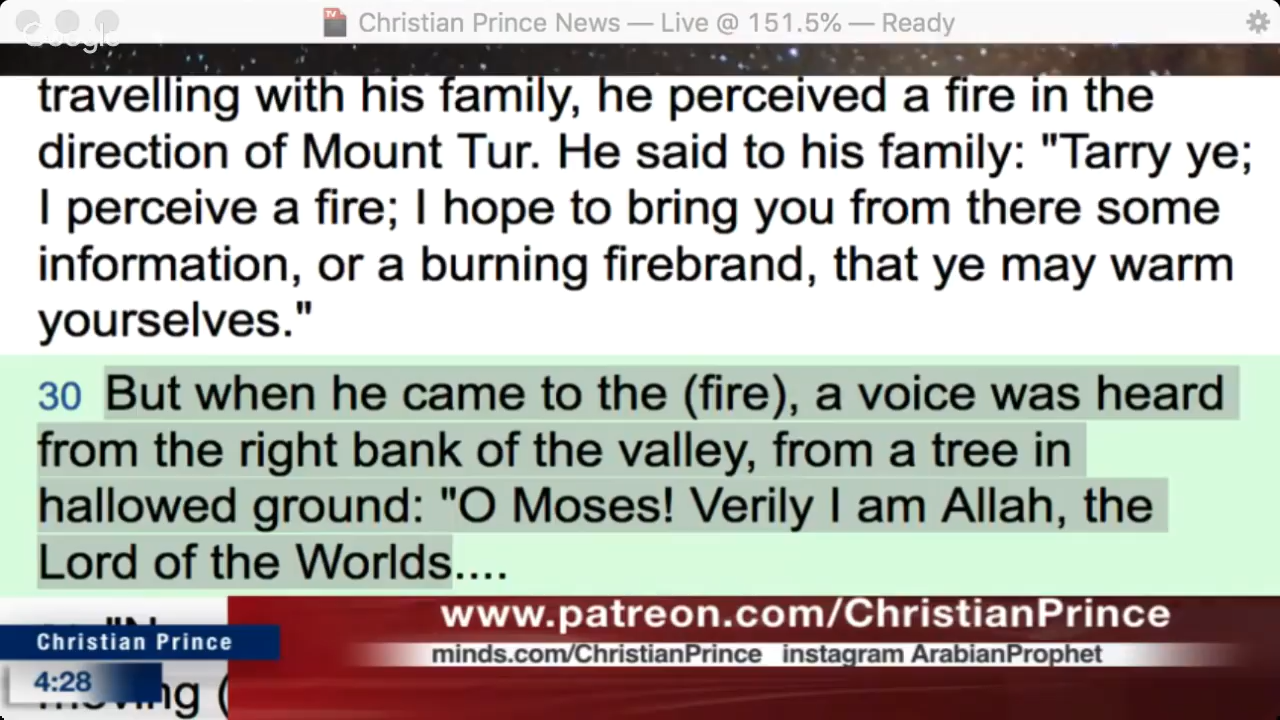 Christian Prince News — Live @ 151.5% — Ready
Google
travelling with his family, he perceived a fire in the
direction of Mount Tur. He said to his family: "Tarry ye;
I perceive a fire; I hope to bring you from there some
information, or a burning firebrand, that ye may warm
yourselves."
30 But when he came to the (fire), a voice was heard
from the right bank of the valley, from a tree in
hallowed ground: "O Moses! Verily I am Allah, the
Lord of the Worlds....
www.patreon.com/ChristianPrince
Christian Prince
minds.com/ChristianPrince instagram ArabianProphet
4:28